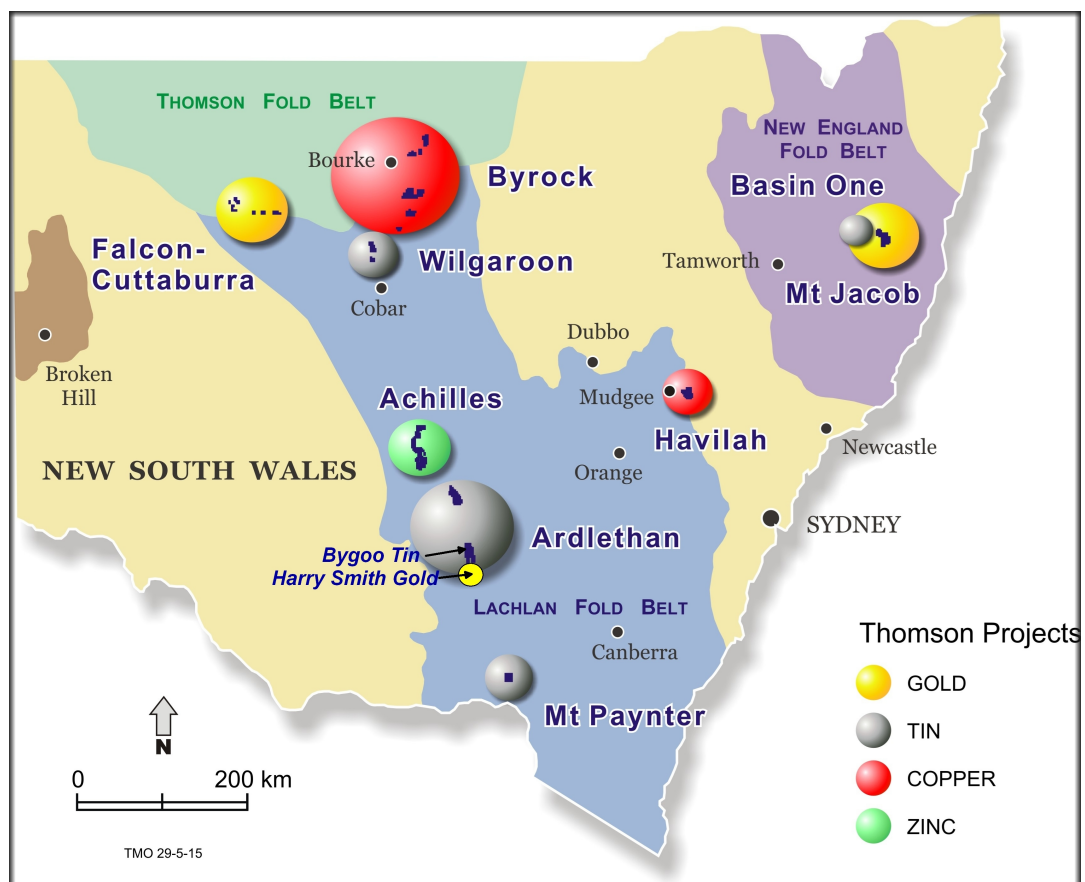 THOMSON FOLD BELT
NEW ENGLAND
FOLD BELT
Bourke
Byrock
Basin One
Falcon-
Cuttaburra
Wilgaroon
Tamworth
Mt Jacob
Cobar
Dubbo
Broken
Hill
Achilles
Mudgee
Havilah
Newcastle
NEW SOUTH WALES
Orange
SYDNEY
Ardlethan
Bygoo Tin
Harry Smith Gold
LACHLAN FOLD BELT
Canberra
Mt Paynter
Thomson Projects
GOLD
TIN
COPPER
ZINC
N
0 200 km
TMO 29-5-15